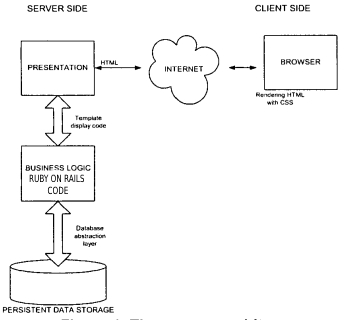 SERVER SIDE
CLIENT SIDE
PRESENTATION
HTML
INTERNET
BROWSER
Rendering HTML
with CSS
Template
display code
BUSINESS LOGIC
RUBY ON RAILS
CODE
Database
abstraction
layer
PERSISTENT DATA STORAGE